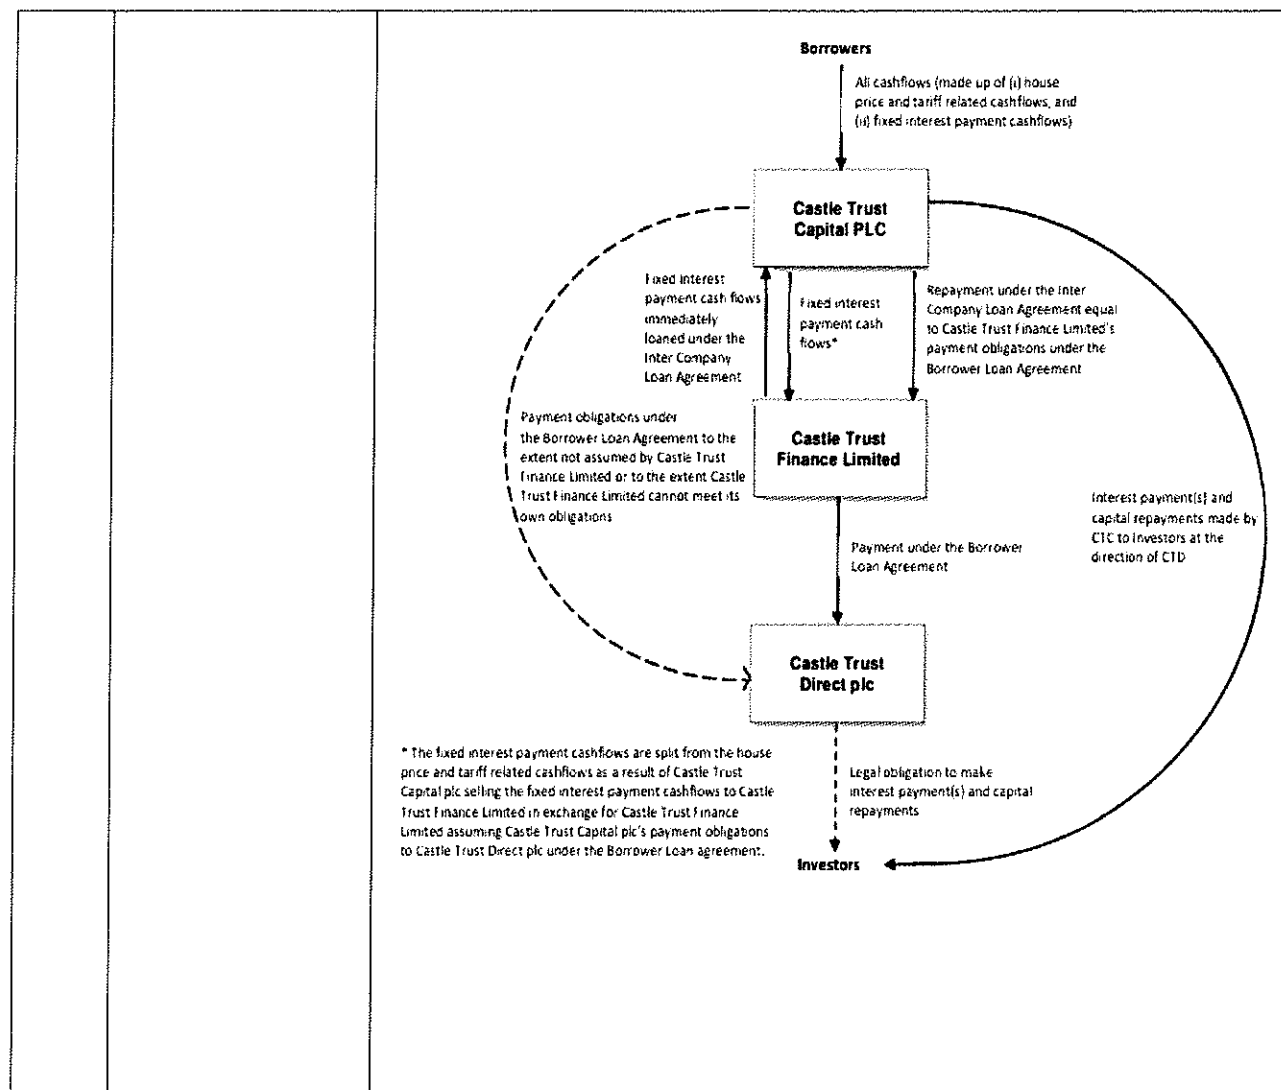 Borrowers
All cashflows (made up of (i) house
price and tariff related cashflows, and
(ii) fixed interest payment cashflows)
Castle Trust
Capital PLC
Fixed interest
payment cash flows
immediately
loaned under the
Inter Company
Loan Agreement
Fixed interest
payment cash
flows*
Repayment under the Inter
Company Loan Agreement equal
to Castle Trust Finance Limited's
payment obligations under the
Borrower Loan Agreement
Payment obligations under
the Borrower Loan Agreement to the
extent not assumed by Castle Trust
Finance Limited or to the extent Castle
Trust Finance Limited cannot meet its
own obligations
Castle Trust
Finance Limited
Interest payment(s) and
capital repayments made by
CTC to Investors at the
direction of CTD
Payment under the Borrower
Loan Agreement
Castle Trust
Direct plc
* The fixed interest payment cashflows are split from the house
price and tariff related cashflows as a result of Castle Trust
Capital plc selling the fixed interest payment cashflows to Castle
Trust Finance Limited in exchange for Castle Trust Finance
Limited assuming Castle Trust Capital plc's payment obligations
to Castle Trust Direct plc under the Borrower Loan agreement.
Legal obligation to make
interest payment(s) and capital
repayments
Investors